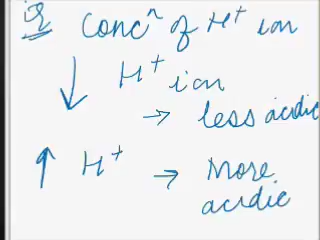 Concⁿ of H⁺ ion
↓ H⁺ ion
→ less acidic
↑ H⁺ → More
acidic